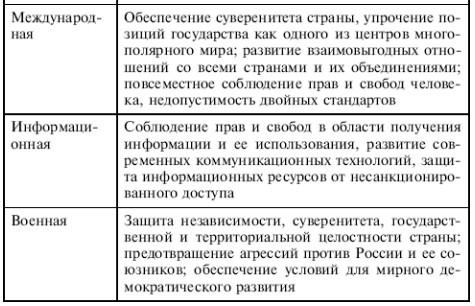 Международ-
ная
Обеспечение суверенитета страны, упрочение по-
зиций государства как одного из центров много-
полярного мира; развитие взаимовыгодных отно-
шений со всеми странами и их объединениями;
повсеместное соблюдение прав и свобод челове-
ка, недопустимость двойных стандартов
Информаци-
онная
Соблюдение прав и свобод в области получения
информации и ее использования, развитие сов-
ременных коммуникационных технологий, защи-
та информационных ресурсов от несанкциониро-
ванного доступа
Военная
Защита независимости, суверенитета, государст-
венной и территориальной целостности страны;
предотвращение агрессий против России и ее со-
юзников; обеспечение условий для мирного де-
мократического развития